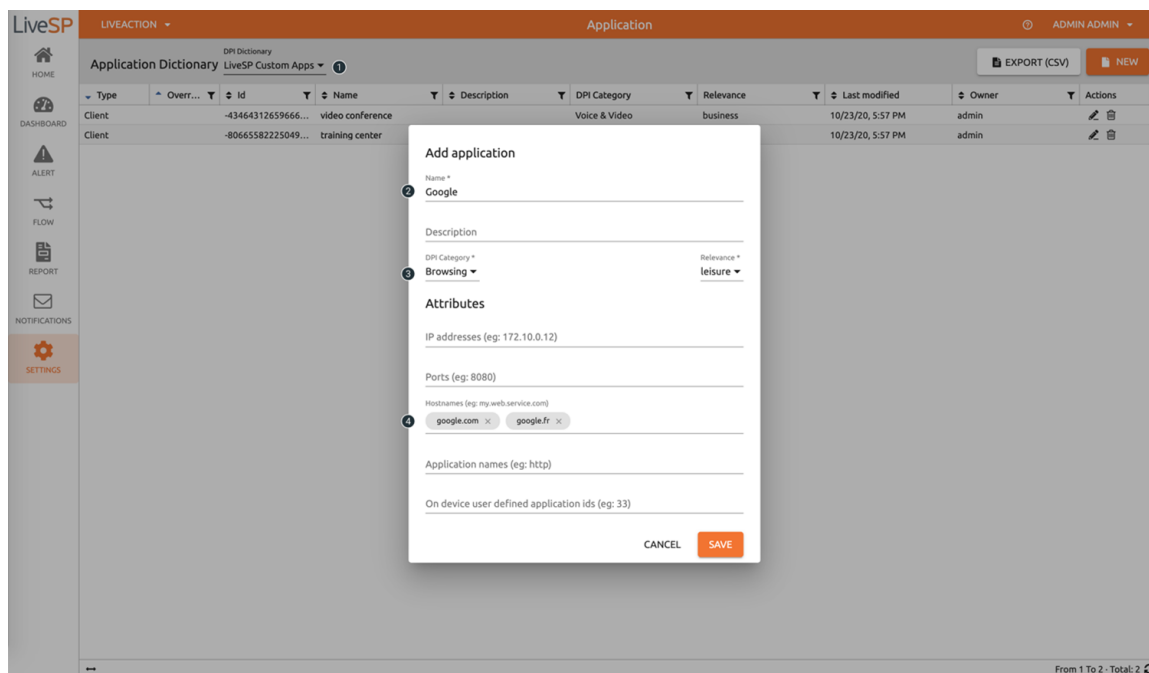 LiveSP LIVEACTION Application ADMIN ADMIN
HOME
DASHBOARD
ALERT
FLOW
REPORT
NOTIFICATIONS
SETTINGS
Application Dictionary
DPI Dictionary
LiveSP Custom Apps 1
EXPORT (CSV) NEW
Type Overr... Id Name Description DPI Category Relevance Last modified Owner Actions
Client -43464312659666... video conference Voice & Video business 10/23/20, 5:57 PM admin
Client -80665582225049... training center 10/23/20, 5:57 PM admin
Add application
Name *
2 Google
Description
DPI Category * Relevance *
3 Browsing leisure
Attributes
IP addresses (eg: 172.10.0.12)
Ports (eg: 8080)
Hostnames (eg: my.web.service.com)
4 google.com × google.fr ×
Application names (eg: http)
On device user defined application ids (eg: 33)
CANCEL SAVE
From 1 To 2 - Total: 2